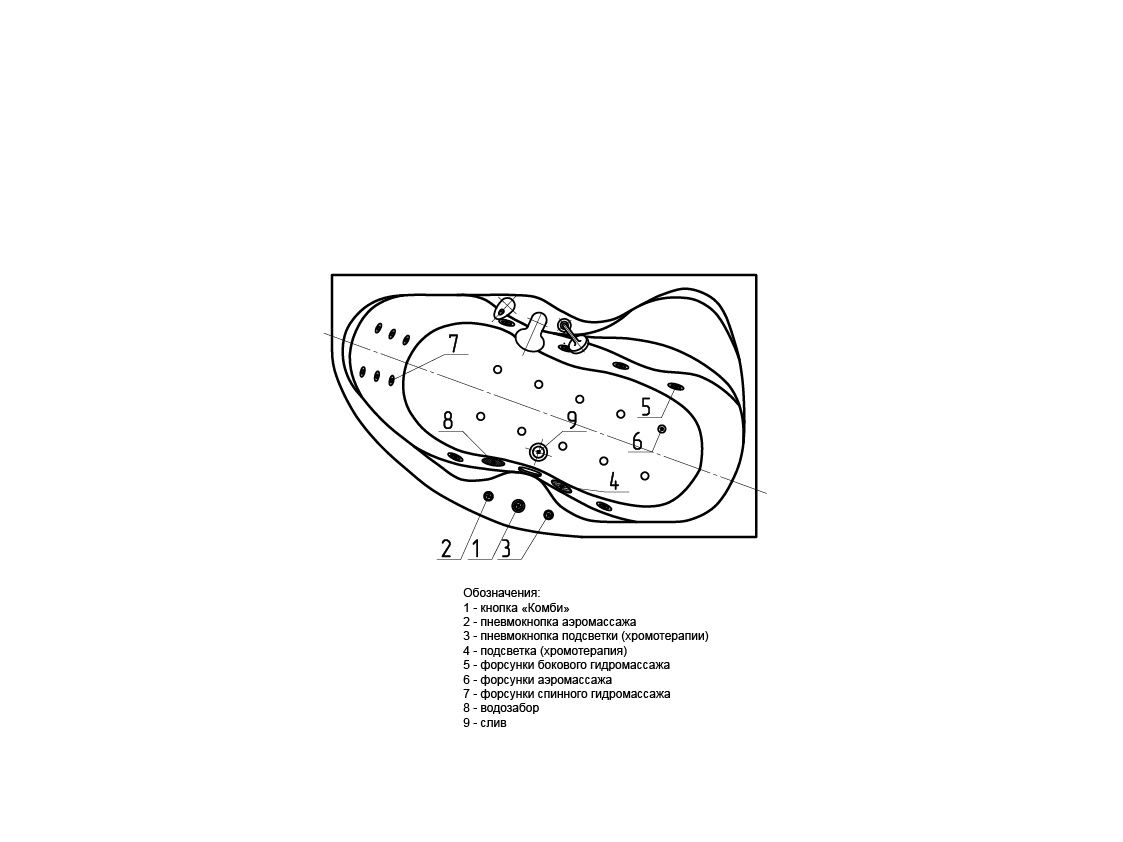 7
5
8
9
6
4
2 1 3
Обозначения:
1 - кнопка «Комби»
2 - пневмокнопка аэромассажа
3 - пневмокнопка подсветки (хромотерапии)
4 - подсветка (хромотерапия)
5 - форсунки бокового гидромассажа
6 - форсунки аэромассажа
7 - форсунки спинного гидромассажа
8 - водозабор
9 - слив